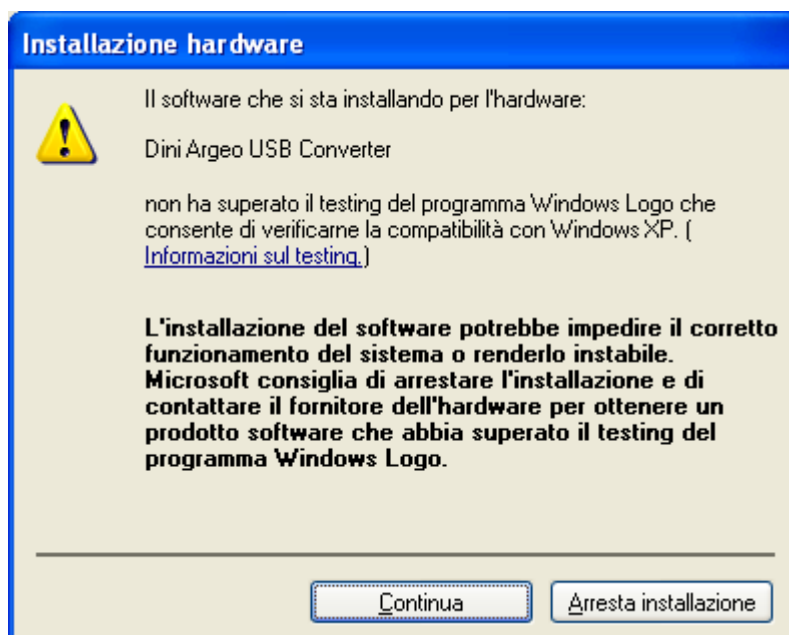 Installazione hardware
Il software che si sta installando per l'hardware:
Dini Argeo USB Converter
non ha superato il testing del programma Windows Logo che
consente di verificarne la compatibilità con Windows XP. (
Informazioni sul testing.)
L'installazione del software potrebbe impedire il corretto
funzionamento del sistema o renderlo instabile.
Microsoft consiglia di arrestare l'installazione e di
contattare il fornitore dell'hardware per ottenere un
prodotto software che abbia superato il testing del
programma Windows Logo.
Continua
Arresta installazione